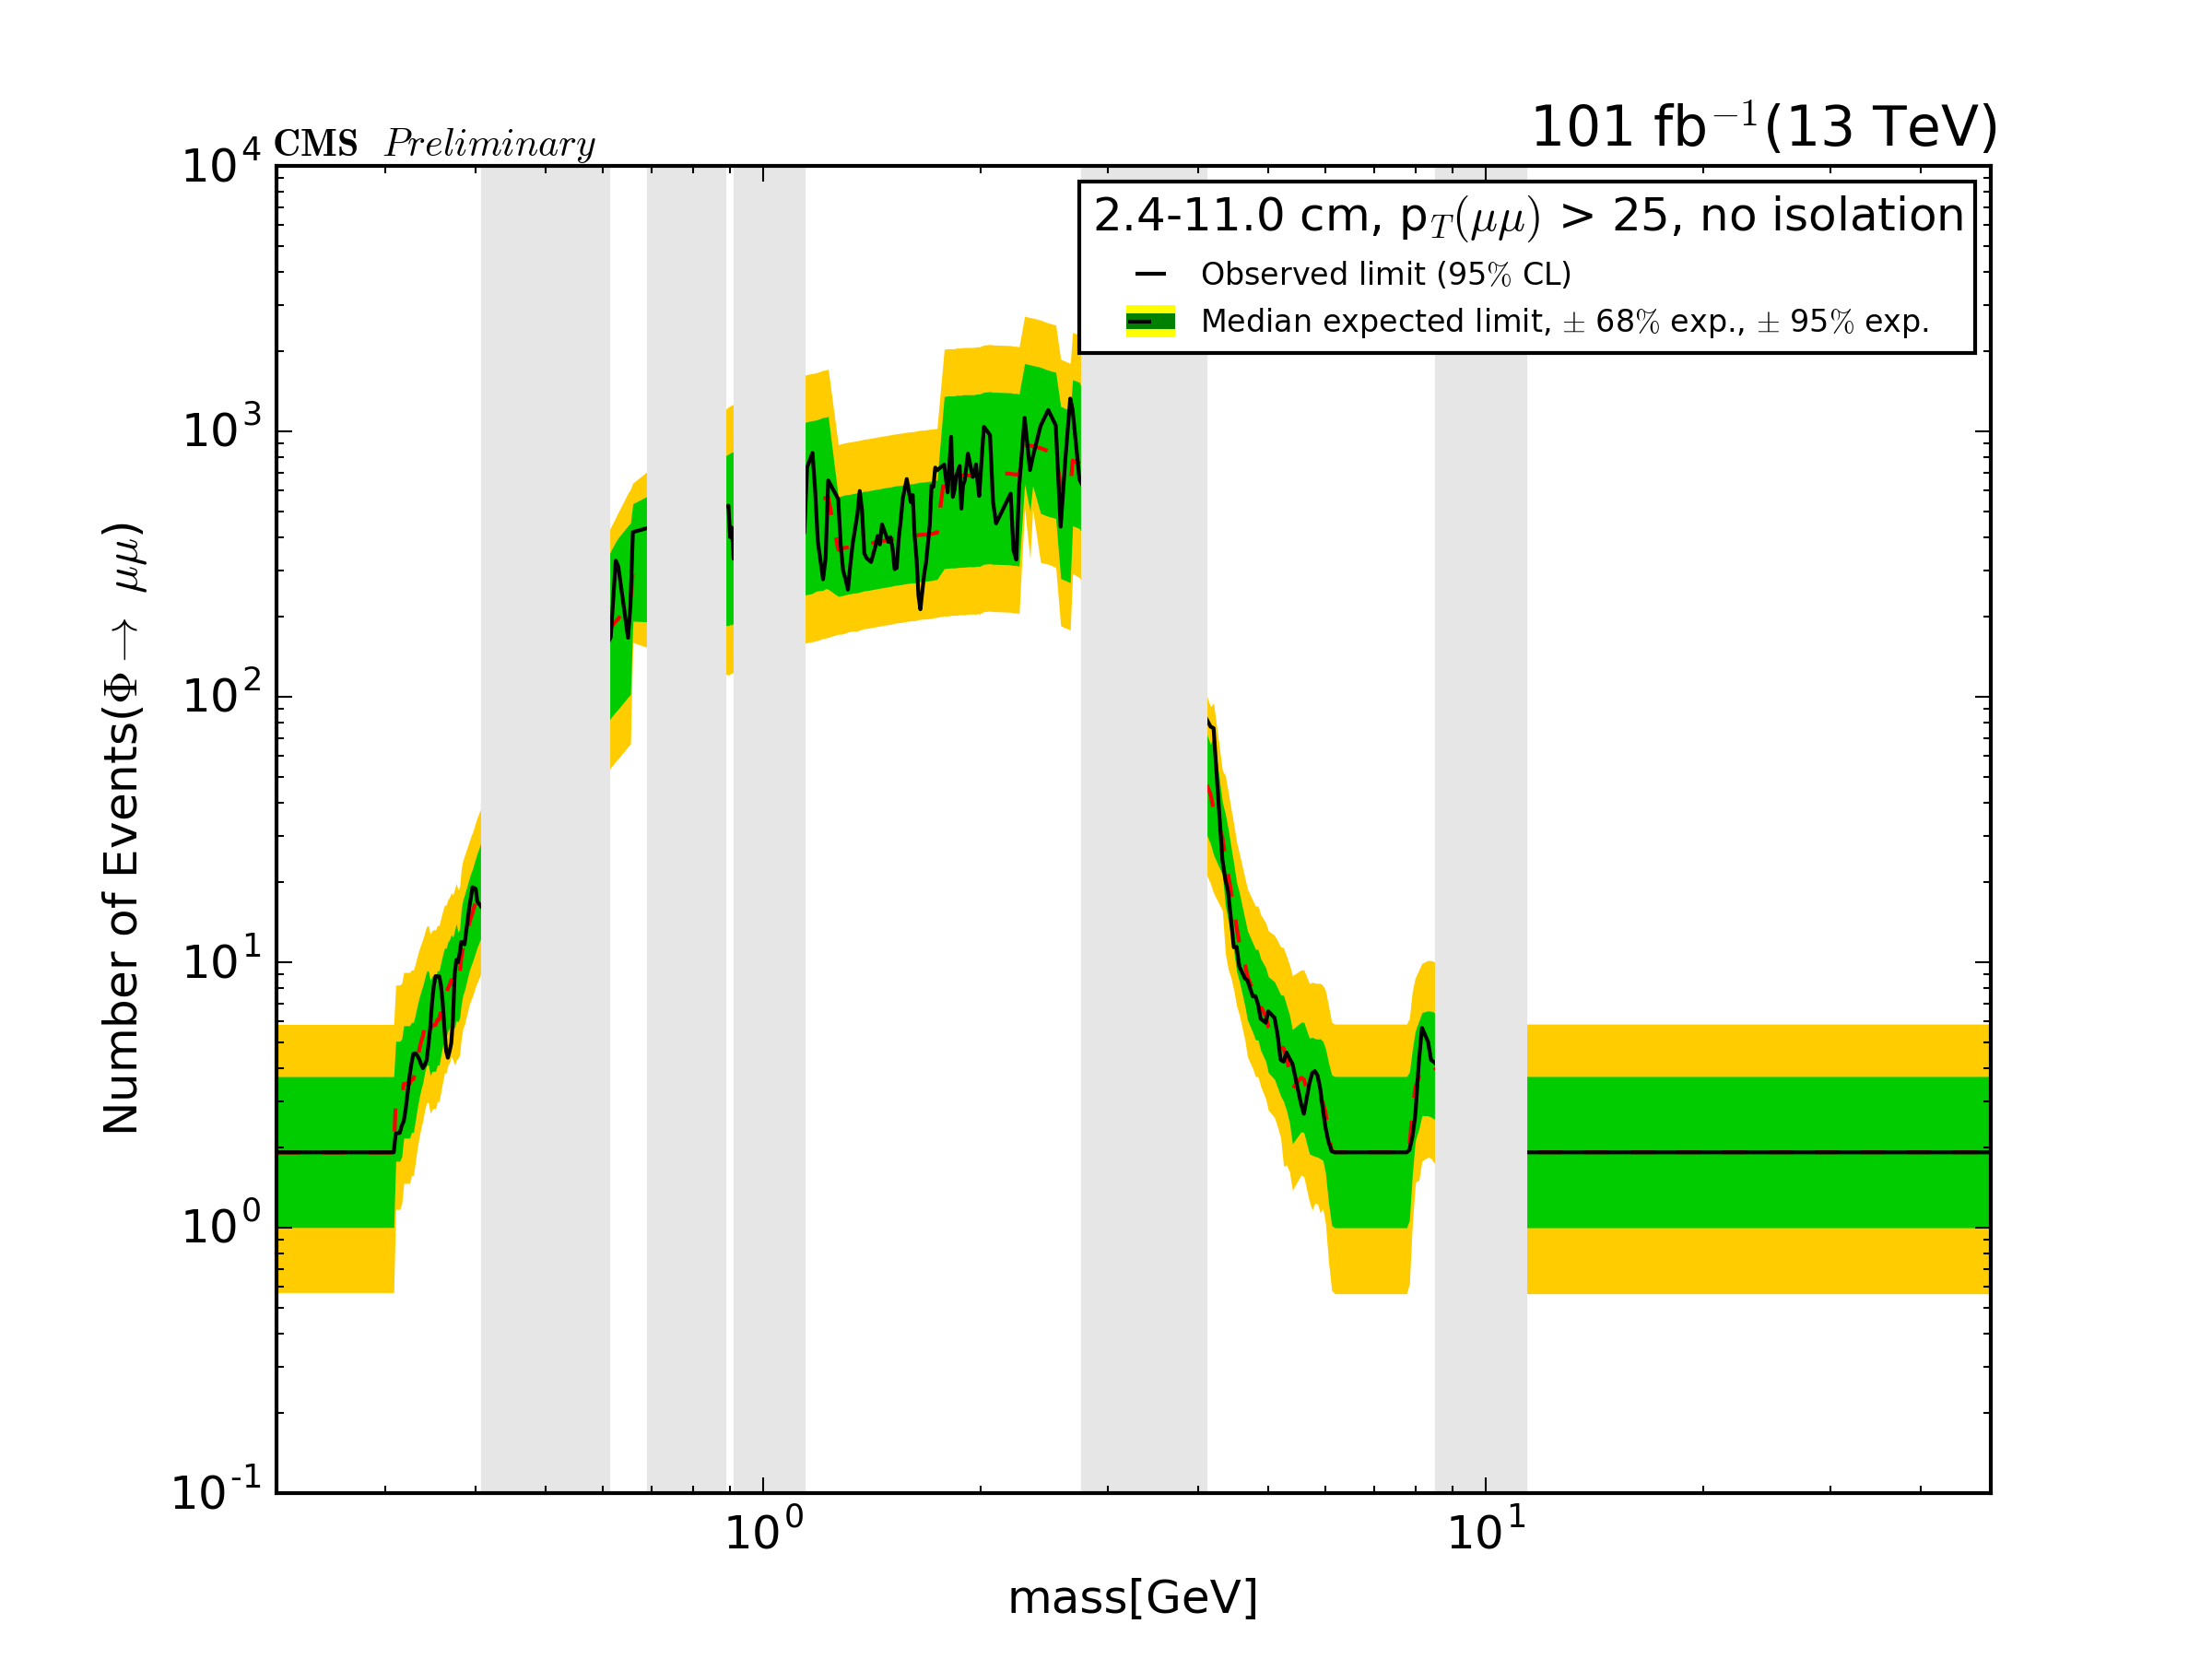 CMS Preliminary
101 fb⁻¹(13 TeV)
2.4-11.0 cm, p_T(μμ) > 25, no isolation
Observed limit (95% CL)
Median expected limit, ± 68% exp., ± 95% exp.
Number of Events(Φ → μμ)
10⁴
10³
10²
10¹
10⁰
10⁻¹
10⁰ 10¹
mass[GeV]